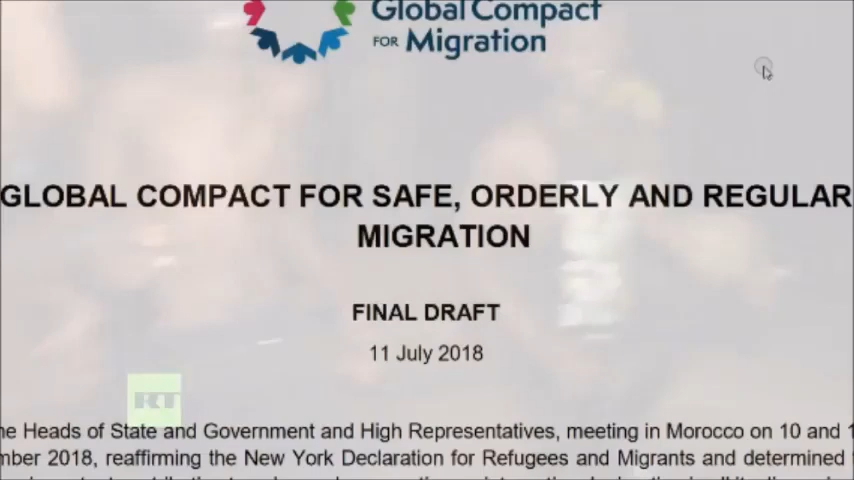 Global Compact
FOR Migration
GLOBAL COMPACT FOR SAFE, ORDERLY AND REGULAR
MIGRATION
FINAL DRAFT
11 July 2018
RT
he Heads of State and Government and High Representatives, meeting in Morocco on 10 and 1
mber 2018, reaffirming the New York Declaration for Refugees and Migrants and determined